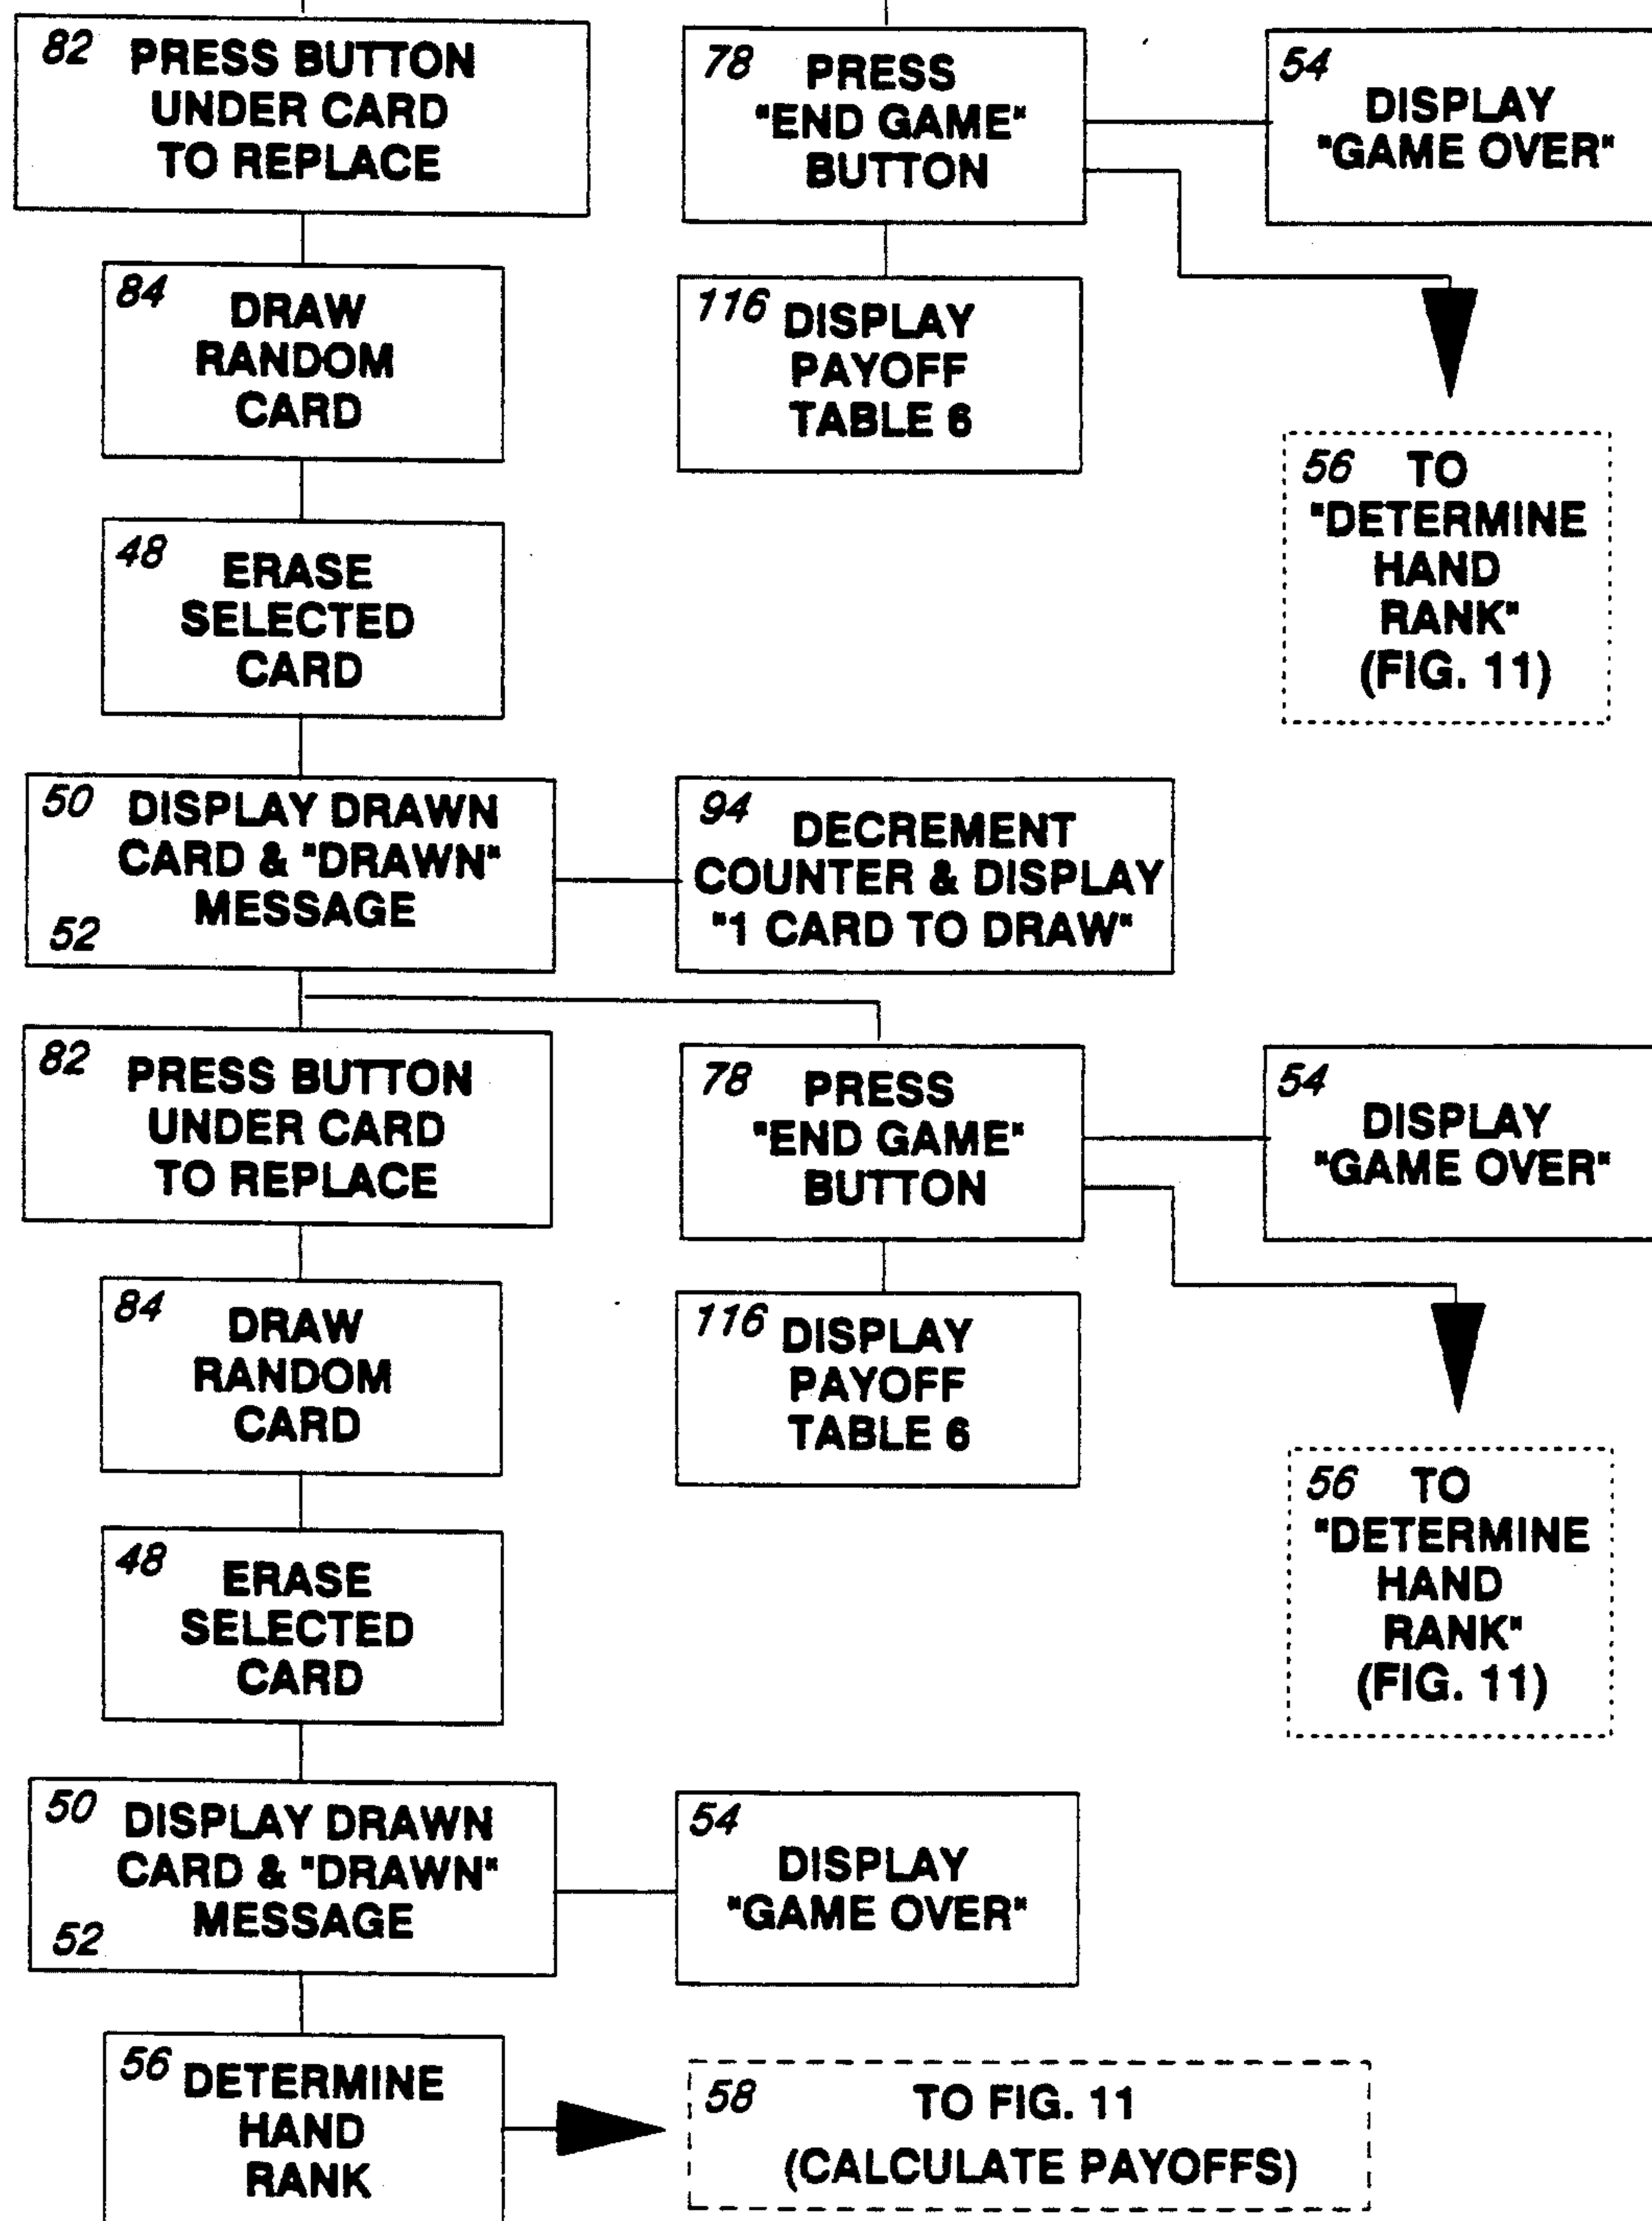 82 PRESS BUTTON
UNDER CARD
TO REPLACE
78 PRESS
"END GAME"
BUTTON
54
DISPLAY
"GAME OVER"
84 DRAW
RANDOM
CARD
116 DISPLAY
PAYOFF
TABLE 6
56 TO
"DETERMINE
HAND
RANK"
(FIG. 11)
48 ERASE
SELECTED
CARD
50 DISPLAY DRAWN
CARD & "DRAWN"
MESSAGE
52
94 DECREMENT
COUNTER & DISPLAY
"1 CARD TO DRAW"
82 PRESS BUTTON
UNDER CARD
TO REPLACE
78 PRESS
"END GAME"
BUTTON
54
DISPLAY
"GAME OVER"
84 DRAW
RANDOM
CARD
116 DISPLAY
PAYOFF
TABLE 6
56 TO
"DETERMINE
HAND
RANK"
(FIG. 11)
48 ERASE
SELECTED
CARD
50 DISPLAY DRAWN
CARD & "DRAWN"
MESSAGE
52
54
DISPLAY
"GAME OVER"
56 DETERMINE
HAND
RANK
58 TO FIG. 11
(CALCULATE PAYOFFS)